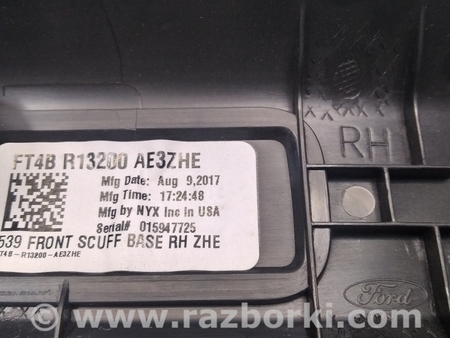 FT4B R13200 AE3ZHE
Mfg Date: Aug 9,2017
Mfg Time: 17:24:48
Mfg by NYX Inc in USA
Serial# 015947725
539 FRONT SCUFF BASE RH ZHE
FT4B-R13200-AE3ZHE
RH
Ford
www.razborki.com